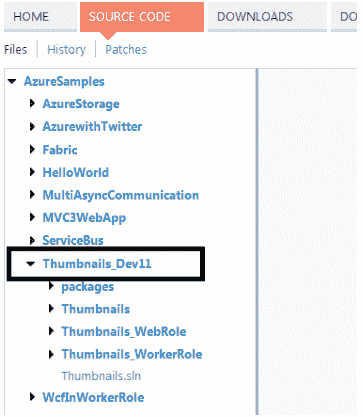 HOME SOURCE CODE DOWNLOADS DO
Files History Patches
AzureSamples
AzureStorage
AzurewithTwitter
Fabric
HelloWorld
MultiAsyncCommunication
MVC3WebApp
ServiceBus
Thumbnails_Dev11
packages
Thumbnails
Thumbnails_WebRole
Thumbnails_WorkerRole
Thumbnails.sln
WcfInWorkerRole